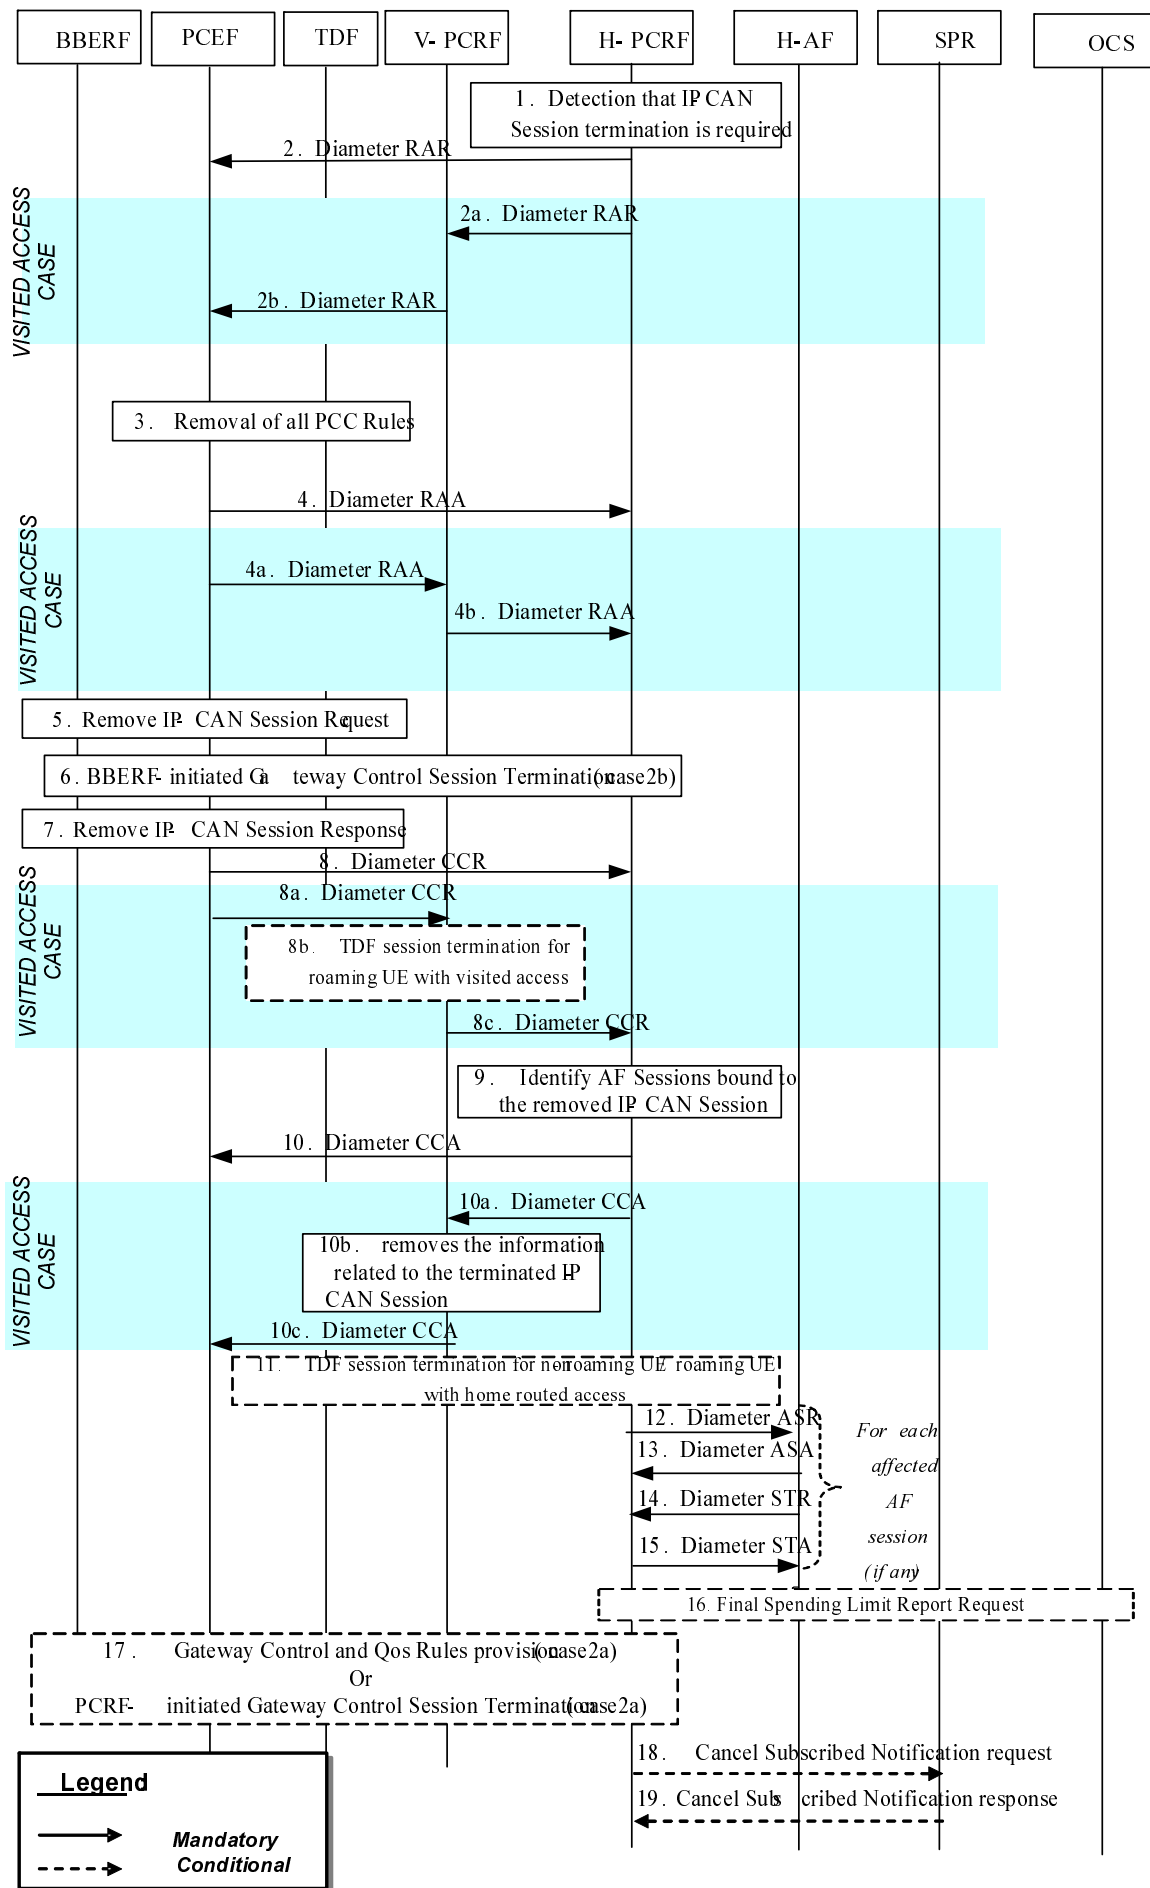 BBERF
PCEF
TDF
V- PCRF
H- PCRF
H-AF
SPR
OCS
1. Detection that IP-CAN
Session termination is required
2. Diameter RAR
VISITED ACCESS
CASE
2a. Diameter RAR
2b. Diameter RAR
3. Removal of all PCC Rules
4. Diameter RAA
VISITED ACCESS
CASE
4a. Diameter RAA
4b. Diameter RAA
5. Remove IP- CAN Session Request
6. BBERF- initiated Gateway Control Session Termination (case2b)
7. Remove IP- CAN Session Response
8. Diameter CCR
VISITED ACCESS
CASE
8a. Diameter CCR
8b. TDF session termination for
roaming UE with visited access
8c. Diameter CCR
9. Identify AF Sessions bound to
the removed IP-CAN Session
10. Diameter CCA
VISITED ACCESS
CASE
10a. Diameter CCA
10b. removes the information
related to the terminated IP-
CAN Session
10c. Diameter CCA
11. TDF session termination for non-roaming UE/ roaming UE
with home routed access
12. Diameter ASR
13. Diameter ASA
14. Diameter STR
15. Diameter STA
For each
affected
AF
session
(if any)
16. Final Spending Limit Report Request
17. Gateway Control and Qos Rules provision (case2a)
Or
PCRF- initiated Gateway Control Session Termination (case2a)
18. Cancel Subscribed Notification request
19. Cancel Subscribed Notification response
Legend
Mandatory
Conditional